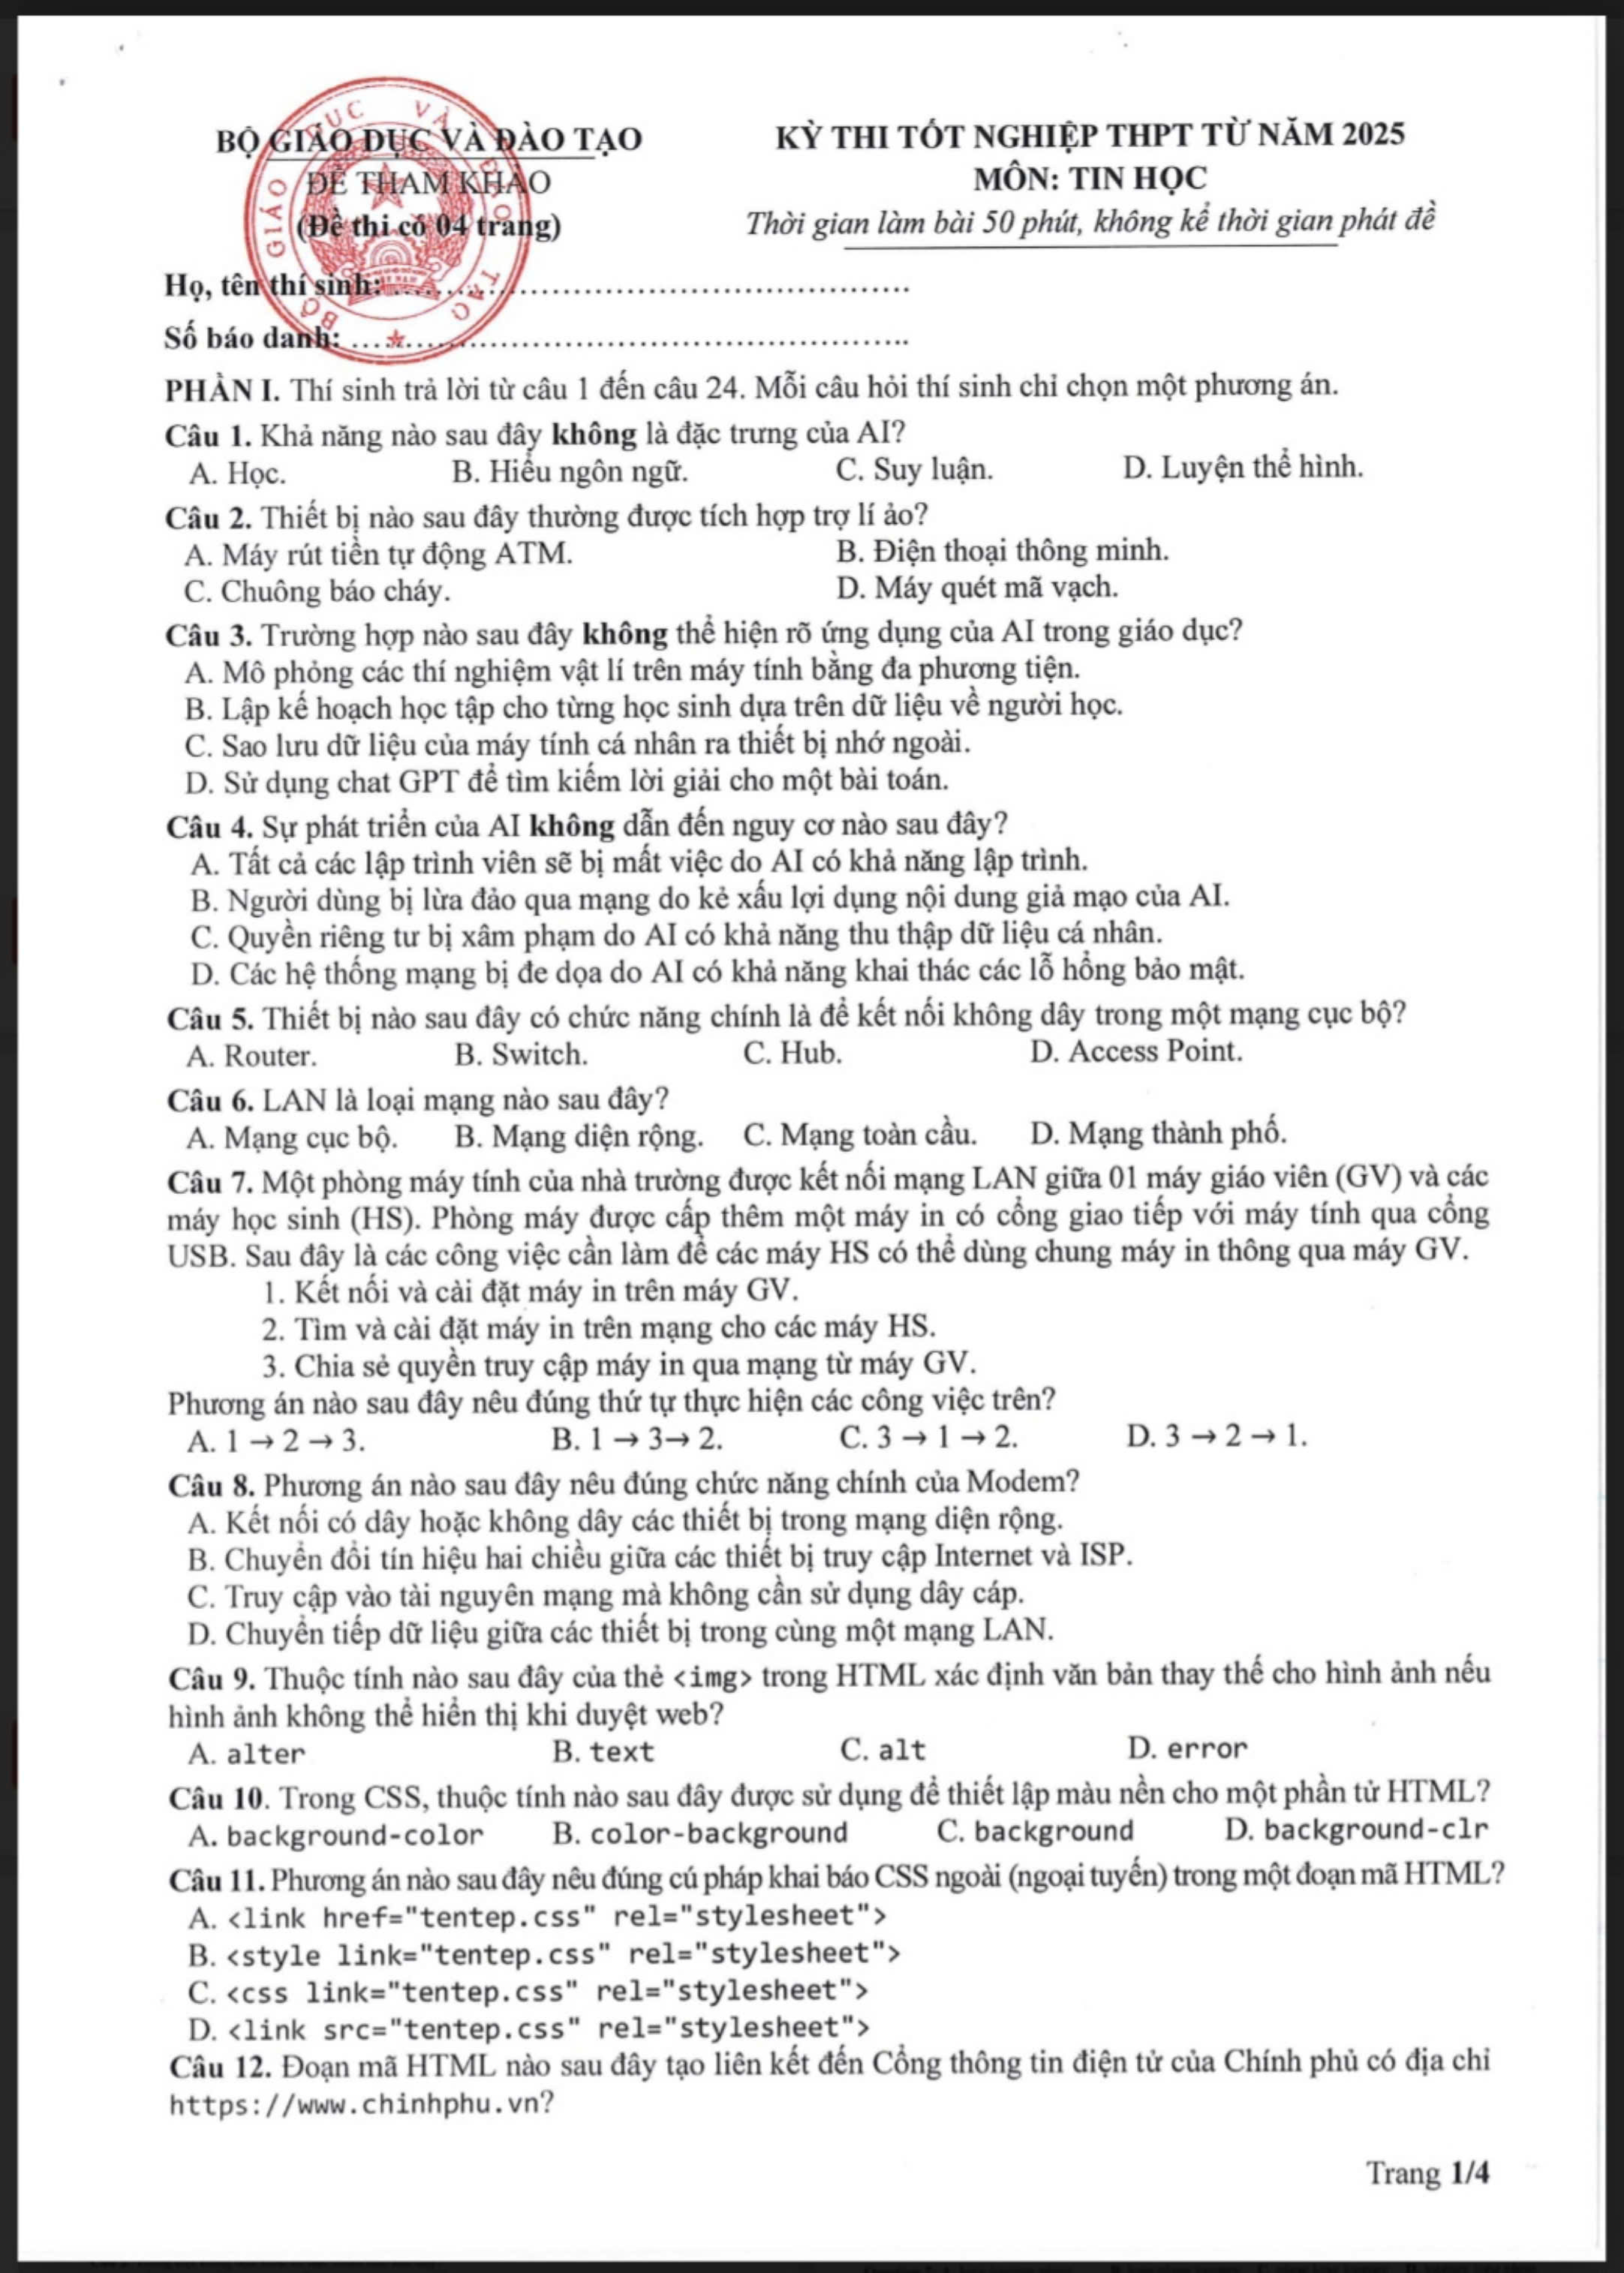 BỘ GIÁO DỤC VÀ ĐÀO TẠO
ĐỀ THAM KHẢO
(Đề thi có 04 trang)
KỲ THI TỐT NGHIỆP THPT TỪ NĂM 2025
MÔN: TIN HỌC
Thời gian làm bài 50 phút, không kể thời gian phát đề
BỘ GIÁO DỤC VÀ ĐÀO TẠO
Họ, tên thí sinh: ..........................................................
Số báo danh: ..............................................................
PHẦN I. Thí sinh trả lời từ câu 1 đến câu 24. Mỗi câu hỏi thí sinh chỉ chọn một phương án.
Câu 1. Khả năng nào sau đây không là đặc trưng của AI?
A. Học. B. Hiểu ngôn ngữ. C. Suy luận. D. Luyện thể hình.
Câu 2. Thiết bị nào sau đây thường được tích hợp trợ lí ảo?
A. Máy rút tiền tự động ATM. B. Điện thoại thông minh.
C. Chuông báo cháy. D. Máy quét mã vạch.
Câu 3. Trường hợp nào sau đây không thể hiện rõ ứng dụng của AI trong giáo dục?
A. Mô phỏng các thí nghiệm vật lí trên máy tính bằng đa phương tiện.
B. Lập kế hoạch học tập cho từng học sinh dựa trên dữ liệu về người học.
C. Sao lưu dữ liệu của máy tính cá nhân ra thiết bị nhớ ngoài.
D. Sử dụng chat GPT để tìm kiếm lời giải cho một bài toán.
Câu 4. Sự phát triển của AI không dẫn đến nguy cơ nào sau đây?
A. Tất cả các lập trình viên sẽ bị mất việc do AI có khả năng lập trình.
B. Người dùng bị lừa đảo qua mạng do kẻ xấu lợi dụng nội dung giả mạo của AI.
C. Quyền riêng tư bị xâm phạm do AI có khả năng thu thập dữ liệu cá nhân.
D. Các hệ thống mạng bị đe dọa do AI có khả năng khai thác các lỗ hổng bảo mật.
Câu 5. Thiết bị nào sau đây có chức năng chính là để kết nối không dây trong một mạng cục bộ?
A. Router. B. Switch. C. Hub. D. Access Point.
Câu 6. LAN là loại mạng nào sau đây?
A. Mạng cục bộ. B. Mạng diện rộng. C. Mạng toàn cầu. D. Mạng thành phố.
Câu 7. Một phòng máy tính của nhà trường được kết nối mạng LAN giữa 01 máy giáo viên (GV) và các
máy học sinh (HS). Phòng máy được cấp thêm một máy in có cổng giao tiếp với máy tính qua cổng
USB. Sau đây là các công việc cần làm để các máy HS có thể dùng chung máy in thông qua máy GV.
1. Kết nối và cài đặt máy in trên máy GV.
2. Tìm và cài đặt máy in trên mạng cho các máy HS.
3. Chia sẻ quyền truy cập máy in qua mạng từ máy GV.
Phương án nào sau đây nêu đúng thứ tự thực hiện các công việc trên?
A. 1 → 2 → 3. B. 1 → 3→ 2. C. 3 → 1 → 2. D. 3 → 2 → 1.
Câu 8. Phương án nào sau đây nêu đúng chức năng chính của Modem?
A. Kết nối có dây hoặc không dây các thiết bị trong mạng diện rộng.
B. Chuyển đổi tín hiệu hai chiều giữa các thiết bị truy cập Internet và ISP.
C. Truy cập vào tài nguyên mạng mà không cần sử dụng dây cáp.
D. Chuyển tiếp dữ liệu giữa các thiết bị trong cùng một mạng LAN.
Câu 9. Thuộc tính nào sau đây của thẻ <img> trong HTML xác định văn bản thay thế cho hình ảnh nếu
hình ảnh không thể hiển thị khi duyệt web?
A. alter B. text C. alt D. error
Câu 10. Trong CSS, thuộc tính nào sau đây được sử dụng để thiết lập màu nền cho một phần tử HTML?
A. background-color B. color-background C. background D. background-clr
Câu 11. Phương án nào sau đây nêu đúng cú pháp khai báo CSS ngoài (ngoại tuyến) trong một đoạn mã HTML?
A. <link href="tentep.css" rel="stylesheet">
B. <style link="tentep.css" rel="stylesheet">
C. <css link="tentep.css" rel="stylesheet">
D. <link src="tentep.css" rel="stylesheet">
Câu 12. Đoạn mã HTML nào sau đây tạo liên kết đến Cổng thông tin điện tử của Chính phủ có địa chỉ
https://www.chinhphu.vn?
Trang 1/4